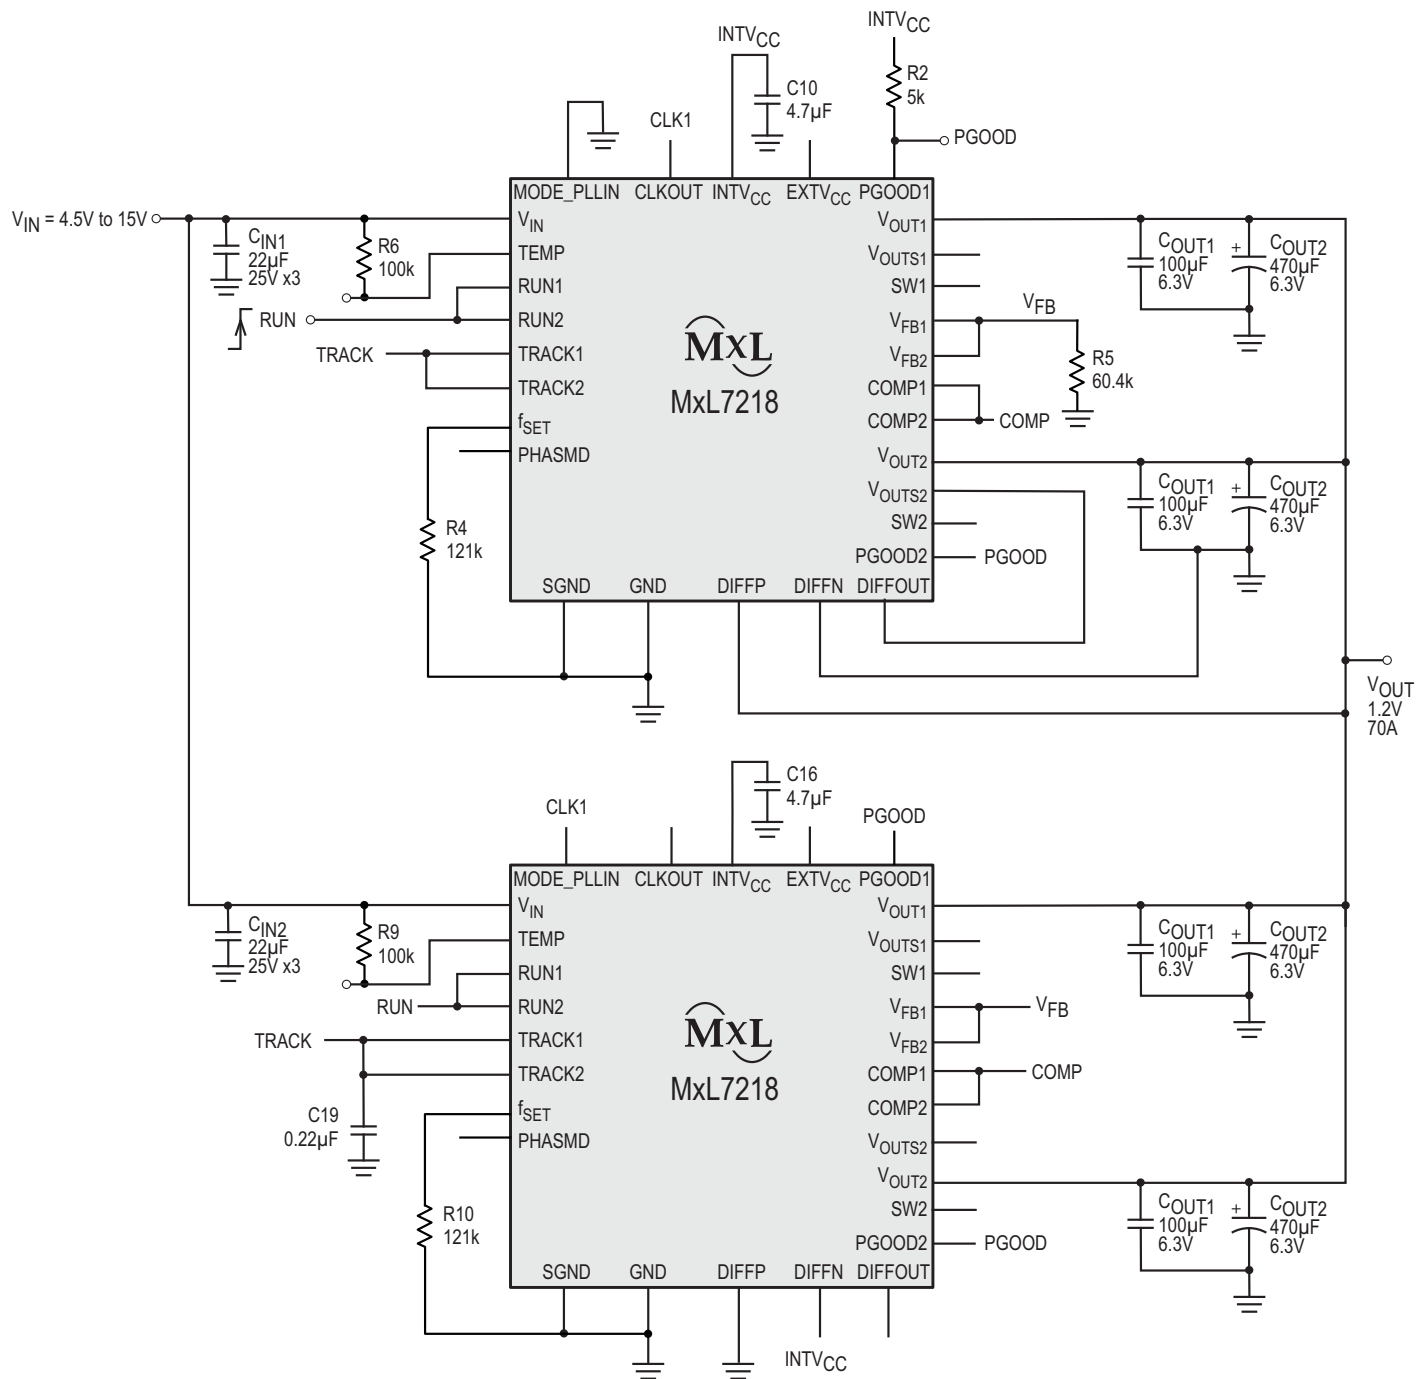 INTVCC
INTVCC
R2
5k
C10
4.7µF
CLK1
PGOOD
MODE_PLLIN
CLKOUT
INTVCC
EXTVCC
PGOOD1
VIN = 4.5V to 15V
CIN1
22µF
25V x3
R6
100k
RUN
TRACK
VIN
TEMP
RUN1
RUN2
TRACK1
TRACK2
fSET
PHASMD
R4
121k
MXL
MxL7218
VOUT1
VOUTS1
SW1
VFB1
VFB2
COMP1
COMP2
VOUT2
VOUTS2
SW2
PGOOD2
VFB
R5
60.4k
COMP
PGOOD
COUT1
100µF
6.3V
+
COUT2
470µF
6.3V
COUT1
100µF
6.3V
+
COUT2
470µF
6.3V
SGND
GND
DIFFP
DIFFN
DIFFOUT
VOUT
1.2V
70A
C16
4.7µF
CLK1
PGOOD
MODE_PLLIN
CLKOUT
INTVCC
EXTVCC
PGOOD1
CIN2
22µF
25V x3
R9
100k
RUN
TRACK
C19
0.22µF
VIN
TEMP
RUN1
RUN2
TRACK1
TRACK2
fSET
PHASMD
R10
121k
MXL
MxL7218
VOUT1
VOUTS1
SW1
VFB1
VFB2
COMP1
COMP2
VOUTS2
VOUT2
SW2
PGOOD2
VFB
COMP
PGOOD
COUT1
100µF
6.3V
+
COUT2
470µF
6.3V
COUT1
100µF
6.3V
+
COUT2
470µF
6.3V
SGND
GND
DIFFP
DIFFN
DIFFOUT
INTVCC